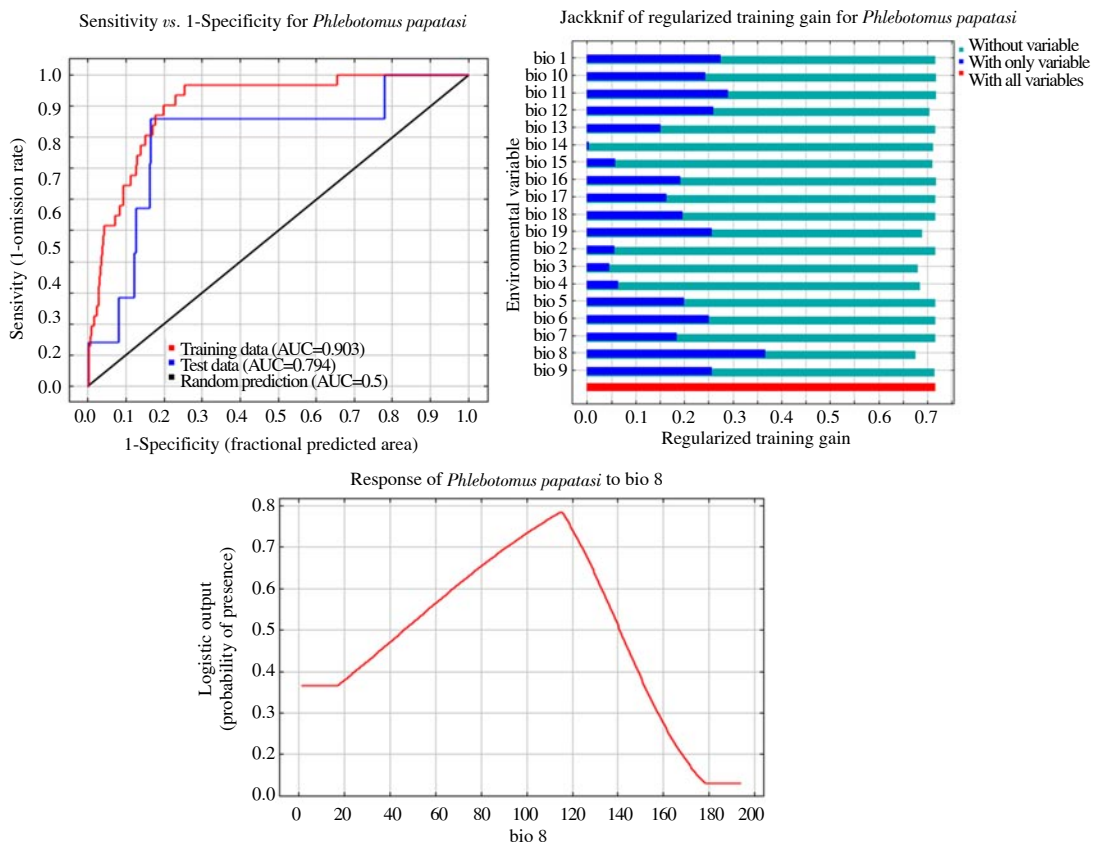 Sensitivity vs. 1-Specificity for Phlebotomus papatasi
1.0
0.9
0.8
0.7
0.6
0.5
0.4
0.3
0.2
0.0
Sensivity (1-omission rate)
Training data (AUC=0.903)
Test data (AUC=0.794)
Random prediction (AUC=0.5)
0.0 0.1 0.2 0.3 0.4 0.5 0.6 0.7 0.8 0.9 1.0
1-Specificity (fractional predicted area)
Jackknif of regularized training gain for Phlebotomus papatasi
Without variable
With only variable
With all variables
Environmental variable
bio 1
bio 10
bio 11
bio 12
bio 13
bio 14
bio 15
bio 16
bio 17
bio 18
bio 19
bio 2
bio 3
bio 4
bio 5
bio 6
bio 7
bio 8
bio 9
0.0 0.1 0.2 0.3 0.4 0.5 0.6 0.7
Regularized training gain
Response of Phlebotomus papatasi to bio 8
Logistic output
(probability of presence)
0.8
0.7
0.6
0.5
0.4
0.3
0.2
0.0
0 20 40 60 80 100 120 140 160 180 200
bio 8